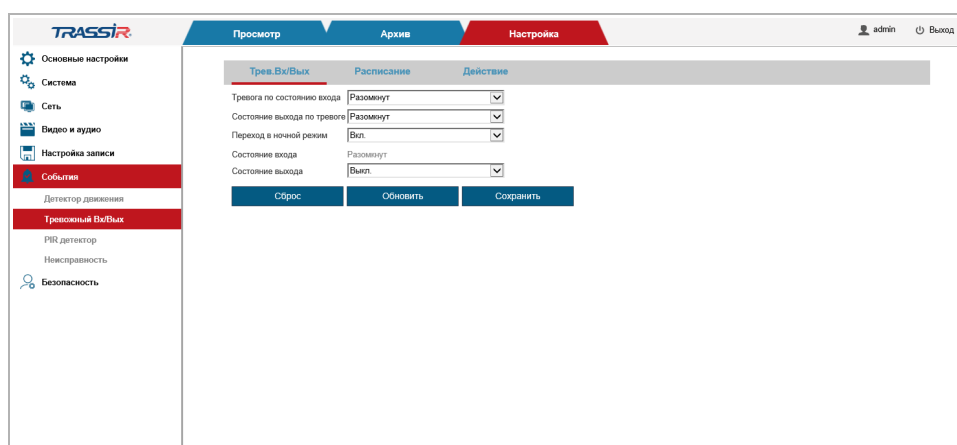 TRASSIR
Просмотр
Архив
Настройка
admin
Выход
Основные настройки
Система
Сеть
Видео и аудио
Настройка записи
События
Детектор движения
Тревожный Вх/Вых
PIR детектор
Неисправность
Безопасность
Трев.Вх/Вых
Расписание
Действие
Тревога по состоянию входа Разомкнут
Состояние выхода по тревоге Разомкнут
Переход в ночной режим Вкл.
Состояние входа Разомкнут
Состояние выхода Выкл.
Сброс
Обновить
Сохранить